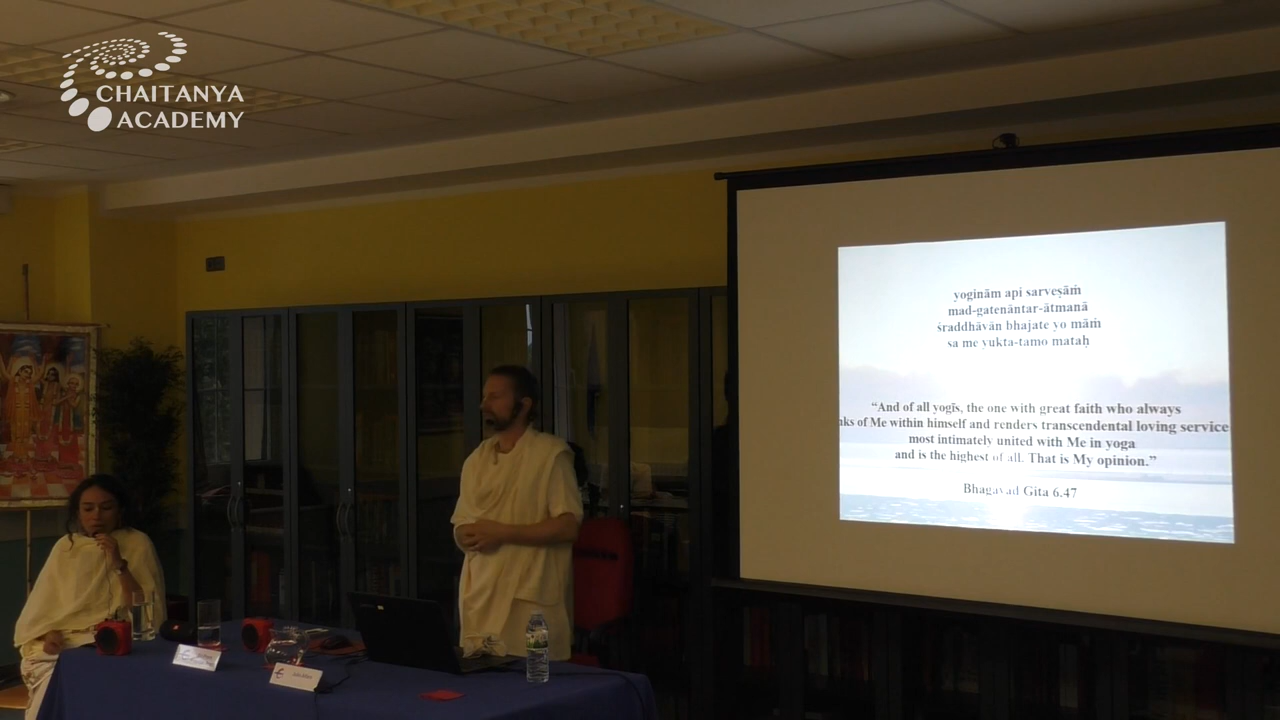 CHAITANYA
ACADEMY
yoginām api sarveṣāṁ
mad-gatenāntar-ātmanā
śraddhāvān bhajate yo māṁ
sa me yukta-tamo mataḥ
“And of all yogīs, the one with great faith who always
nks of Me within himself and renders transcendental loving service
most intimately united with Me in yoga
and is the highest of all. That is My opinion.”
Bhagavad Gita 6.47